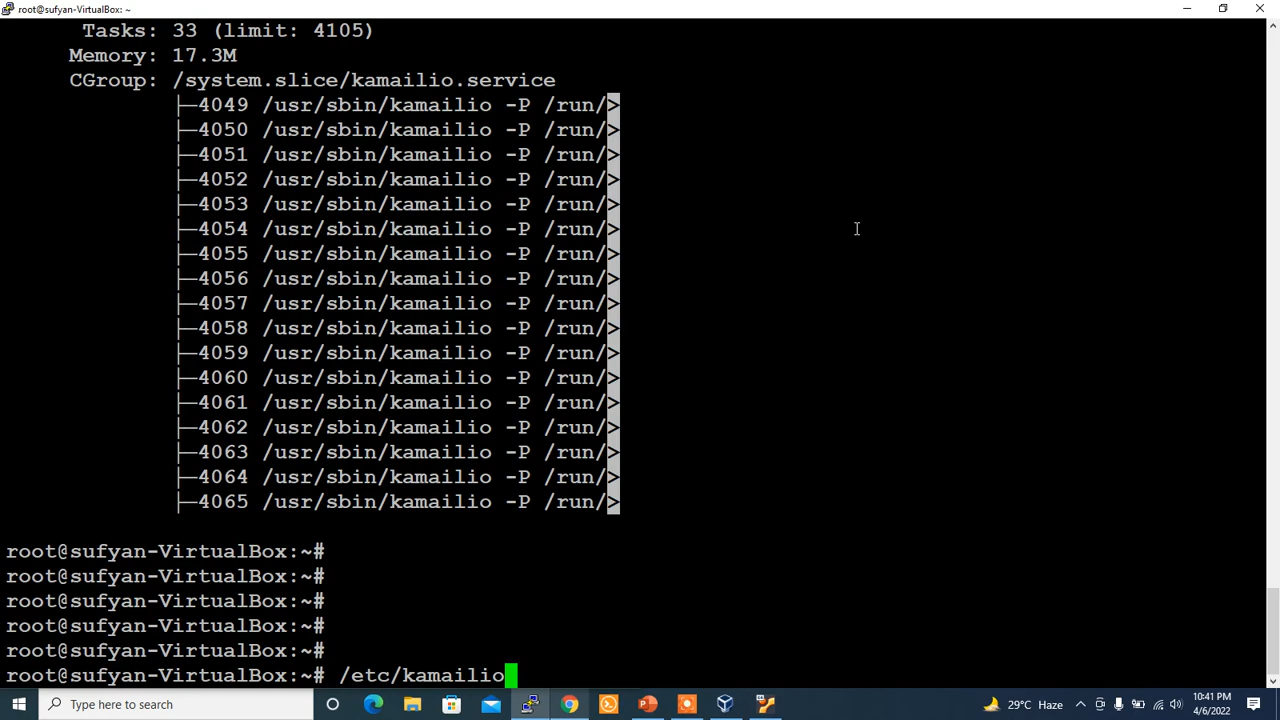 root@sufyan-VirtualBox: ~
Tasks: 33 (limit: 4105)
Memory: 17.3M
CGroup: /system.slice/kamailio.service
├─4049 /usr/sbin/kamailio -P /run/>
├─4050 /usr/sbin/kamailio -P /run/>
├─4051 /usr/sbin/kamailio -P /run/>
├─4052 /usr/sbin/kamailio -P /run/>
├─4053 /usr/sbin/kamailio -P /run/>
├─4054 /usr/sbin/kamailio -P /run/>
├─4055 /usr/sbin/kamailio -P /run/>
├─4056 /usr/sbin/kamailio -P /run/>
├─4057 /usr/sbin/kamailio -P /run/>
├─4058 /usr/sbin/kamailio -P /run/>
├─4059 /usr/sbin/kamailio -P /run/>
├─4060 /usr/sbin/kamailio -P /run/>
├─4061 /usr/sbin/kamailio -P /run/>
├─4062 /usr/sbin/kamailio -P /run/>
├─4063 /usr/sbin/kamailio -P /run/>
├─4064 /usr/sbin/kamailio -P /run/>
├─4065 /usr/sbin/kamailio -P /run/>
root@sufyan-VirtualBox:~#
root@sufyan-VirtualBox:~#
root@sufyan-VirtualBox:~#
root@sufyan-VirtualBox:~#
root@sufyan-VirtualBox:~#
root@sufyan-VirtualBox:~# /etc/kamailio
Type here to search
29°C Haze
10:41 PM
4/6/2022